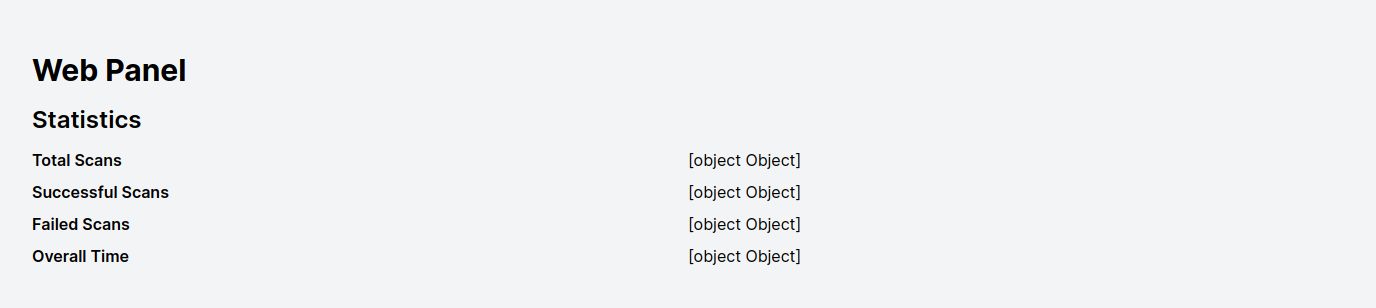 Web Panel
Statistics
Total Scans [object Object]
Successful Scans [object Object]
Failed Scans [object Object]
Overall Time [object Object]